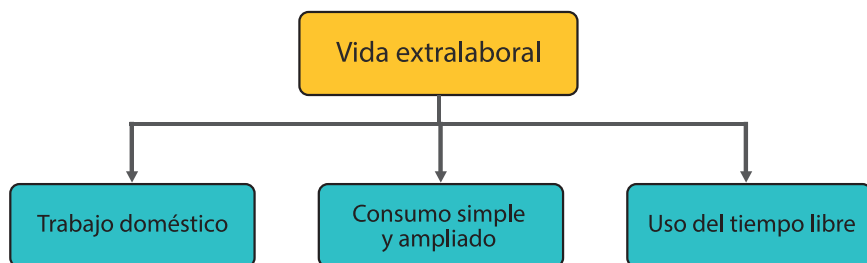 Vida extralaboral
Trabajo doméstico
Consumo simple
y ampliado
Uso del tiempo libre